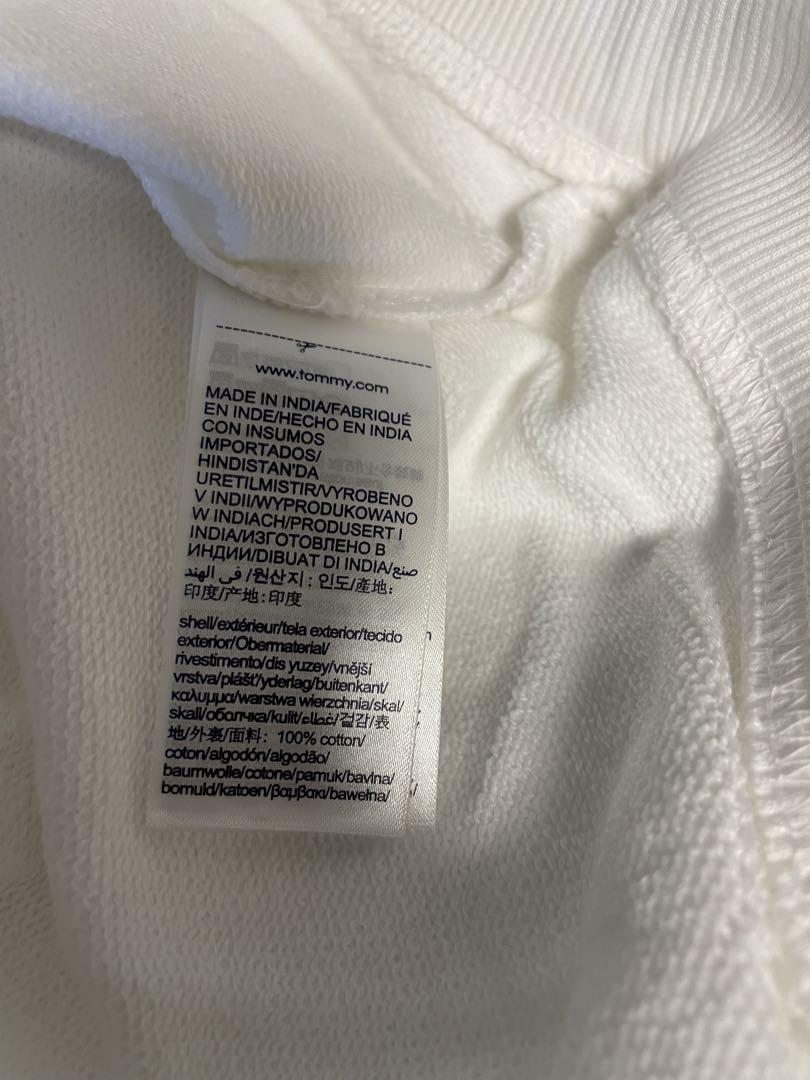 www.tommy.com
MADE IN INDIA/FABRIQUÉ
EN INDE/HECHO EN INDIA
CON INSUMOS
IMPORTADOS/
HINDISTAN'DA
URETILMISTIR/VYROBENO
V INDII/WYPRODUKOWANO
W INDIACH/PRODUSERT I
INDIA/ИЗГОТОВЛЕНО В
ИНДИИ/DIBUAT DI INDIA/صنع
في الهند/원산지: 인도/產地:
印度/产地:印度
shell/extérieur/tela exterior/tecido
exterior/Obermaterial/
rivestimento/dis yuzey/vnější
vrstva/plášť/yderlag/buitenkant/
καλυμμα/warstwa wierzchnia/skal/
skall/оболчка/kulit/غطاء/겉감/表
地/外裏/面料: 100% cotton/
coton/algodón/algodão/
baumwolle/cotone/pamuk/bavlna/
bomuld/katoen/βαμβακι/bawełna/